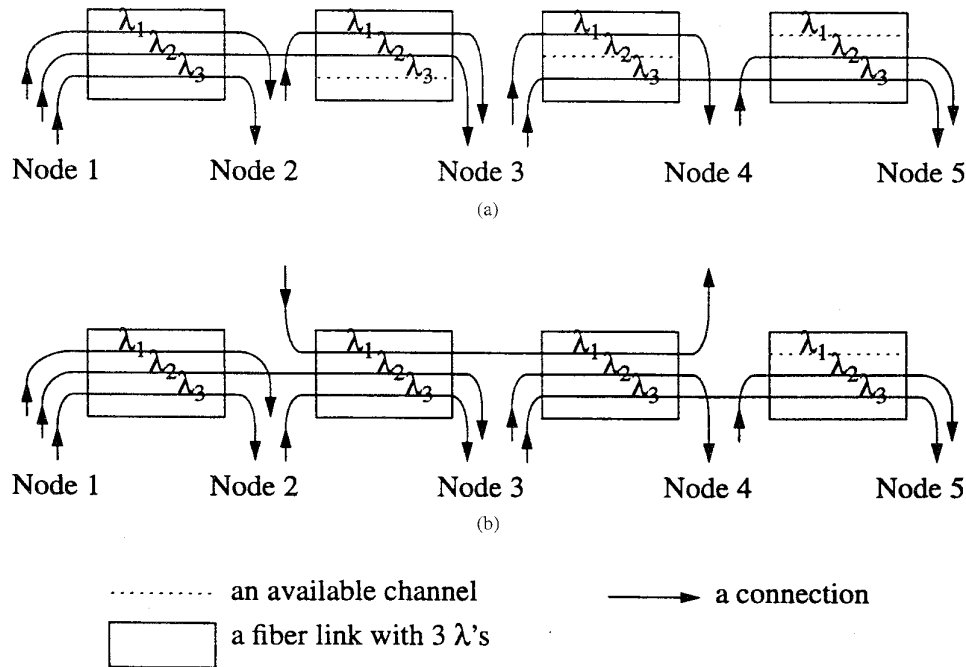 λ1 λ2 λ3 λ1 λ2 λ3 λ1 λ2 λ3 λ1 λ2 λ3
Node 1 Node 2 Node 3 Node 4 Node 5
(a)
λ1 λ2 λ3 λ1 λ2 λ3 λ1 λ2 λ3 λ1 λ2 λ3
Node 1 Node 2 Node 3 Node 4 Node 5
(b)
an available channel a connection
a fiber link with 3 λ's